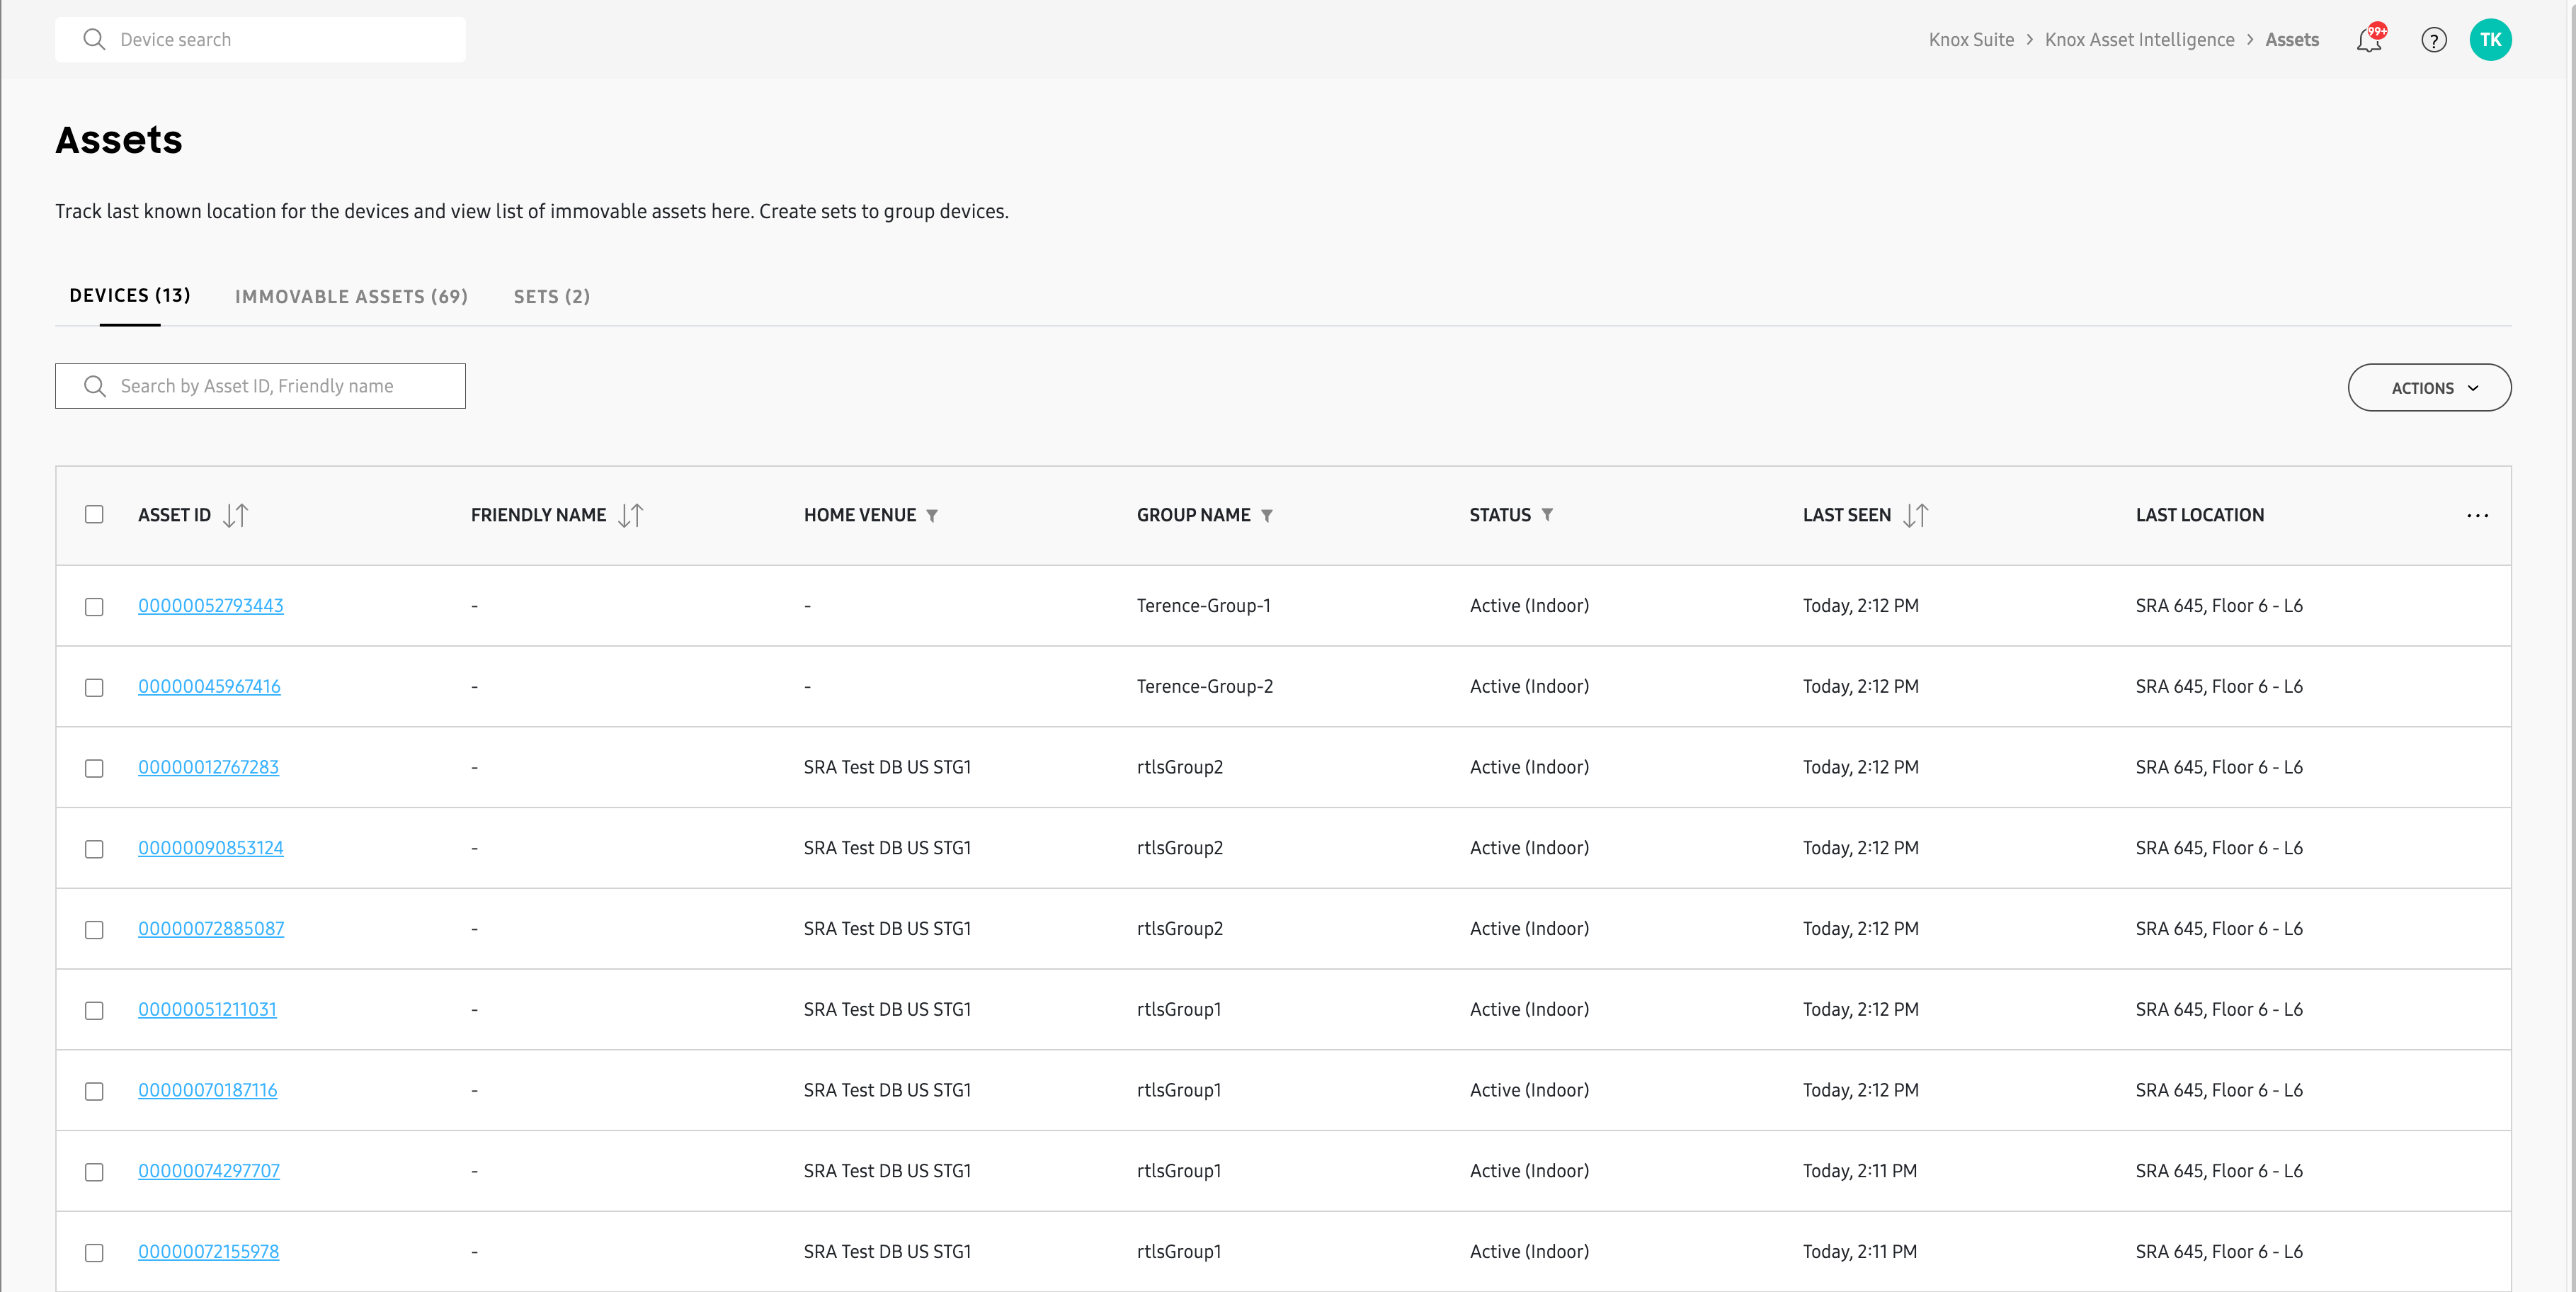 Device search
Knox Suite > Knox Asset Intelligence > Assets
99+
?
TK
Assets
Track last known location for the devices and view list of immovable assets here. Create sets to group devices.
DEVICES (13) IMMOVABLE ASSETS (69) SETS (2)
Search by Asset ID, Friendly name
ACTIONS
ASSET ID FRIENDLY NAME HOME VENUE GROUP NAME STATUS LAST SEEN LAST LOCATION ...
00000052793443 - - Terence-Group-1 Active (Indoor) Today, 2:12 PM SRA 645, Floor 6 - L6
00000045967416 - - Terence-Group-2 Active (Indoor) Today, 2:12 PM SRA 645, Floor 6 - L6
00000012767283 - SRA Test DB US STG1 rtlsGroup2 Active (Indoor) Today, 2:12 PM SRA 645, Floor 6 - L6
00000090853124 - SRA Test DB US STG1 rtlsGroup2 Active (Indoor) Today, 2:12 PM SRA 645, Floor 6 - L6
00000072885087 - SRA Test DB US STG1 rtlsGroup2 Active (Indoor) Today, 2:12 PM SRA 645, Floor 6 - L6
00000051211031 - SRA Test DB US STG1 rtlsGroup1 Active (Indoor) Today, 2:12 PM SRA 645, Floor 6 - L6
00000070187116 - SRA Test DB US STG1 rtlsGroup1 Active (Indoor) Today, 2:12 PM SRA 645, Floor 6 - L6
00000074297707 - SRA Test DB US STG1 rtlsGroup1 Active (Indoor) Today, 2:11 PM SRA 645, Floor 6 - L6
00000072155978 - SRA Test DB US STG1 rtlsGroup1 Active (Indoor) Today, 2:11 PM SRA 645, Floor 6 - L6